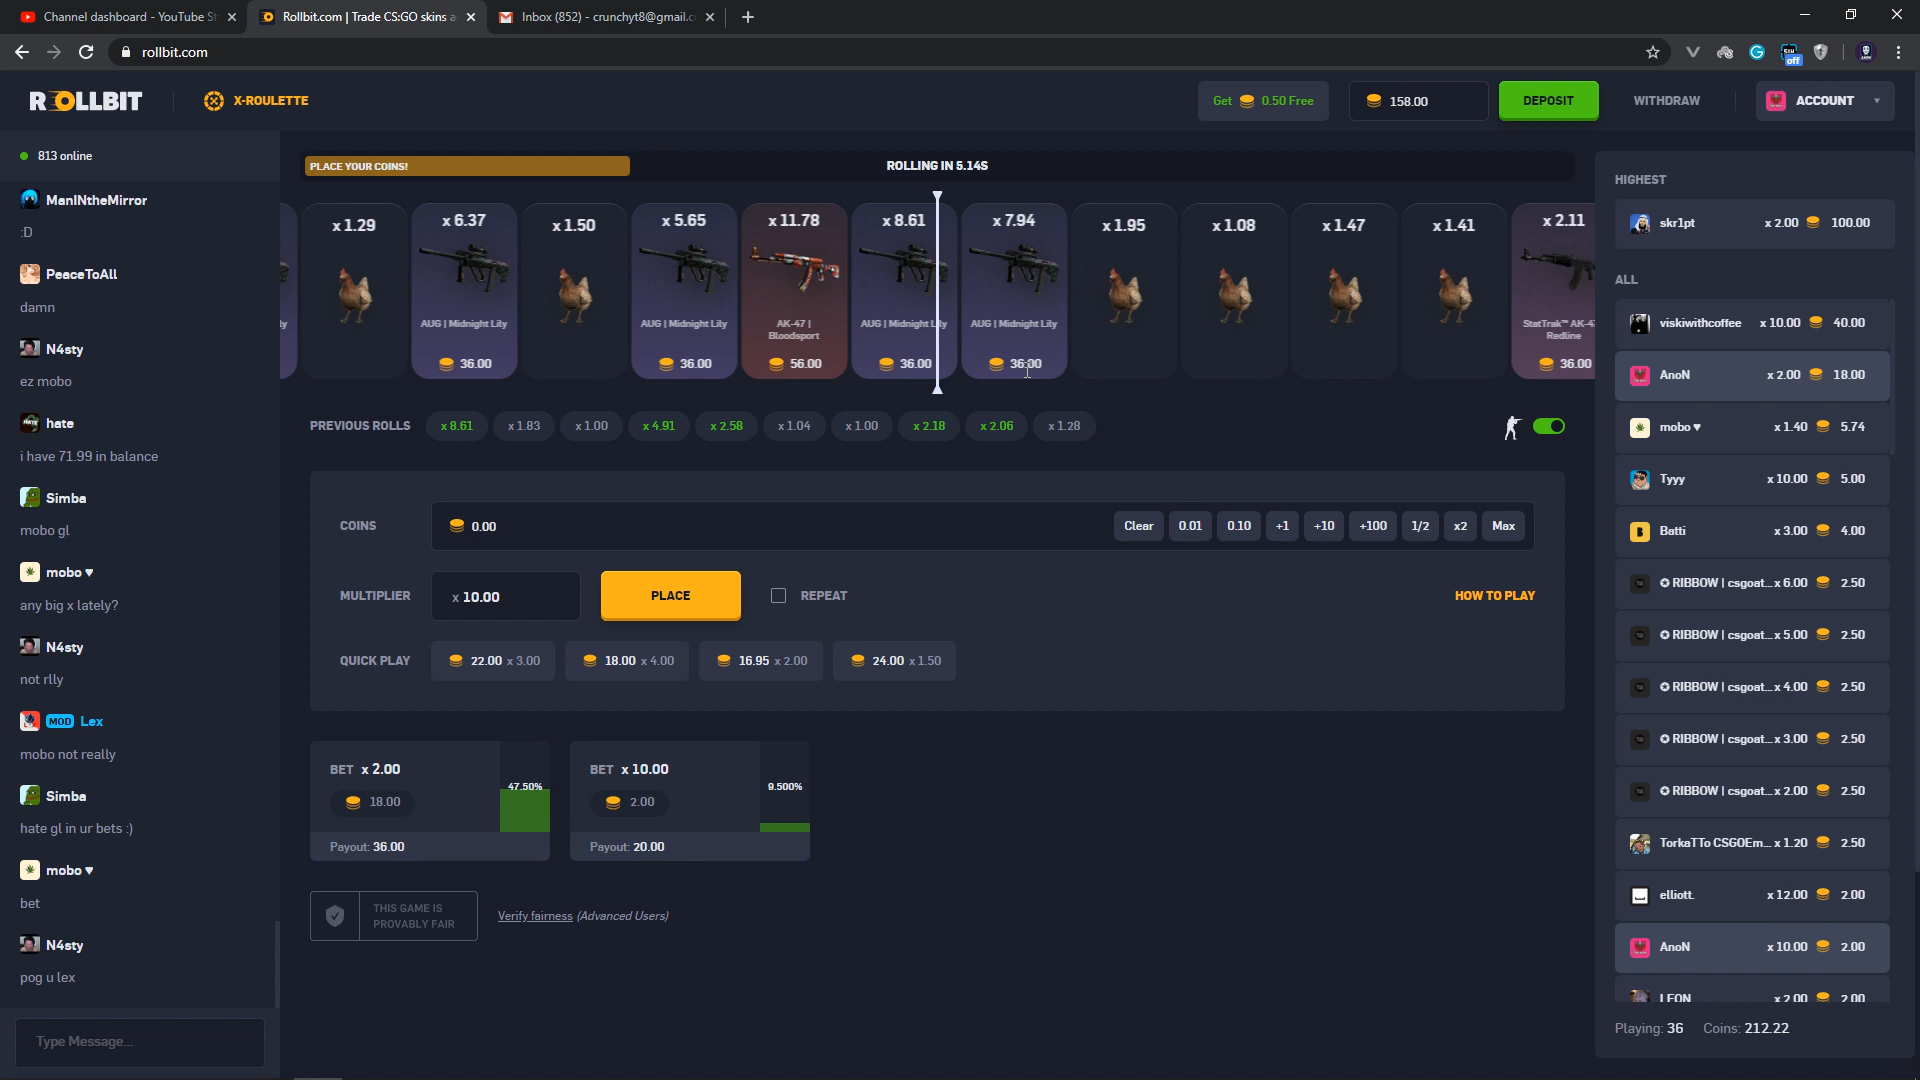 Channel dashboard - YouTube St
Rollbit.com | Trade CS:GO skins a
Inbox (852) - crunchyt8@gmail.c
rollbit.com
off
ROLLBIT
X-ROULETTE
Get 0.50 Free
158.00
DEPOSIT
WITHDRAW
ACCOUNT
813 online
ManINtheMirror
:D
PeaceToAll
damn
N4sty
ez mobo
hate
i have 71.99 in balance
Simba
mobo gl
mobo ♥
any big x lately?
N4sty
not rlly
MOD Lex
mobo not really
Simba
hate gl in ur bets :)
mobo ♥
bet
N4sty
pog u lex
Type Message...
PLACE YOUR COINS!
ROLLING IN 5.14S
x 1.29
x 6.37
AUG | Midnight Lily
36.00
x 1.50
x 5.65
AUG | Midnight Lily
36.00
x 11.78
AK-47 |
Bloodsport
56.00
x 8.61
AUG | Midnight Lily
36.00
x 7.94
AUG | Midnight Lily
36.00
x 1.95
x 1.08
x 1.47
x 1.41
x 2.11
StatTrak™ AK-4
Redline
36.00
PREVIOUS ROLLS x 8.61 x 1.83 x 1.00 x 4.91 x 2.58 x 1.04 x 1.00 x 2.18 x 2.06 x 1.28
COINS 0.00 Clear 0.01 0.10 +1 +10 +100 1/2 x2 Max
MULTIPLIER x 10.00 PLACE REPEAT HOW TO PLAY
QUICK PLAY 22.00 x 3.00 18.00 x 4.00 16.95 x 2.00 24.00 x 1.50
BET x 2.00
18.00
47.50%
Payout: 36.00
BET x 10.00
2.00
9.500%
Payout: 20.00
THIS GAME IS
PROVABLY FAIR
Verify fairness (Advanced Users)
HIGHEST
skr1pt x 2.00 100.00
ALL
viskiwithcoffee x 10.00 40.00
AnoN x 2.00 18.00
mobo ♥ x 1.40 5.74
Tyyy x 10.00 5.00
Batti x 3.00 4.00
✪ RIBBOW | csgoat... x 6.00 2.50
✪ RIBBOW | csgoat... x 5.00 2.50
✪ RIBBOW | csgoat... x 4.00 2.50
✪ RIBBOW | csgoat... x 3.00 2.50
✪ RIBBOW | csgoat... x 2.00 2.50
TorkaTTo CSGOEm... x 1.20 2.50
elliott. x 12.00 2.00
AnoN x 10.00 2.00
LEON x 2.00 2.00
Playing: 36 Coins: 212.22